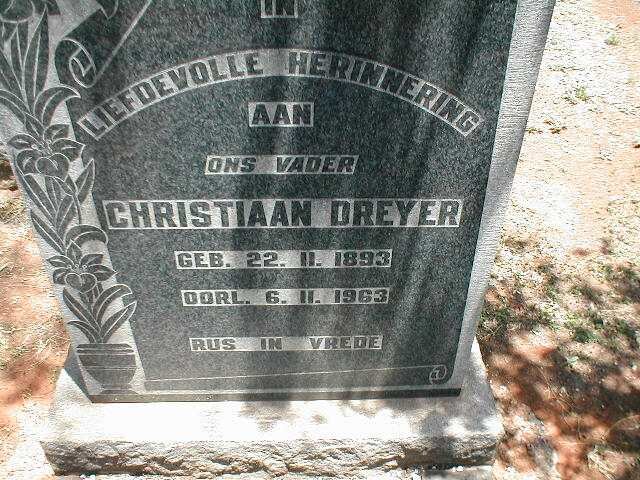 IN
LIEFDEVOLLE HERINNERING
AAN
ONS VADER
CHRISTIAAN DREYER
GEB. 22. 11. 1893
OORL. 6. 11. 1963
RUS IN VREDE